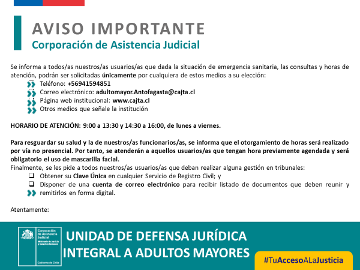 AVISO IMPORTANTE
Corporación de Asistencia Judicial
Se informa a todos/as nuestros/as usuarios/as que dada la situación de emergencia sanitaria, las consultas y horas de
atención, podrán ser solicitadas únicamente por cualquiera de estos medios a su elección:
Teléfono: +56941594851
Correo electrónico: adultomayor.Antofagasta@cajta.cl
Página web institucional: www.cajta.cl
Otros medios que señale la institución
HORARIO DE ATENCIÓN: 9:00 a 13:30 y 14:30 a 16:00, de lunes a viernes.
Para resguardar su salud y la de nuestros/as funcionarios/as, se informa que el otorgamiento de horas será realizado
por vía no presencial. Por tanto, se atenderán a aquellos usuarios/as que tengan hora previamente agendada y será
obligatorio el uso de mascarilla facial.
Finalmente, se les pide a todos nuestros/as usuarios/as que deban realizar alguna gestión en tribunales:
Obtener su Clave Única en cualquier Servicio de Registro Civil; y
Disponer de una cuenta de correo electrónico para recibir listado de documentos que deben reunir y
remitirlos en forma digital.
Atentamente:
Corporación
de Asistencia
Judicial
UNIDAD DE DEFENSA JURÍDICA
INTEGRAL A ADULTOS MAYORES
#TuAccesoALaJusticia